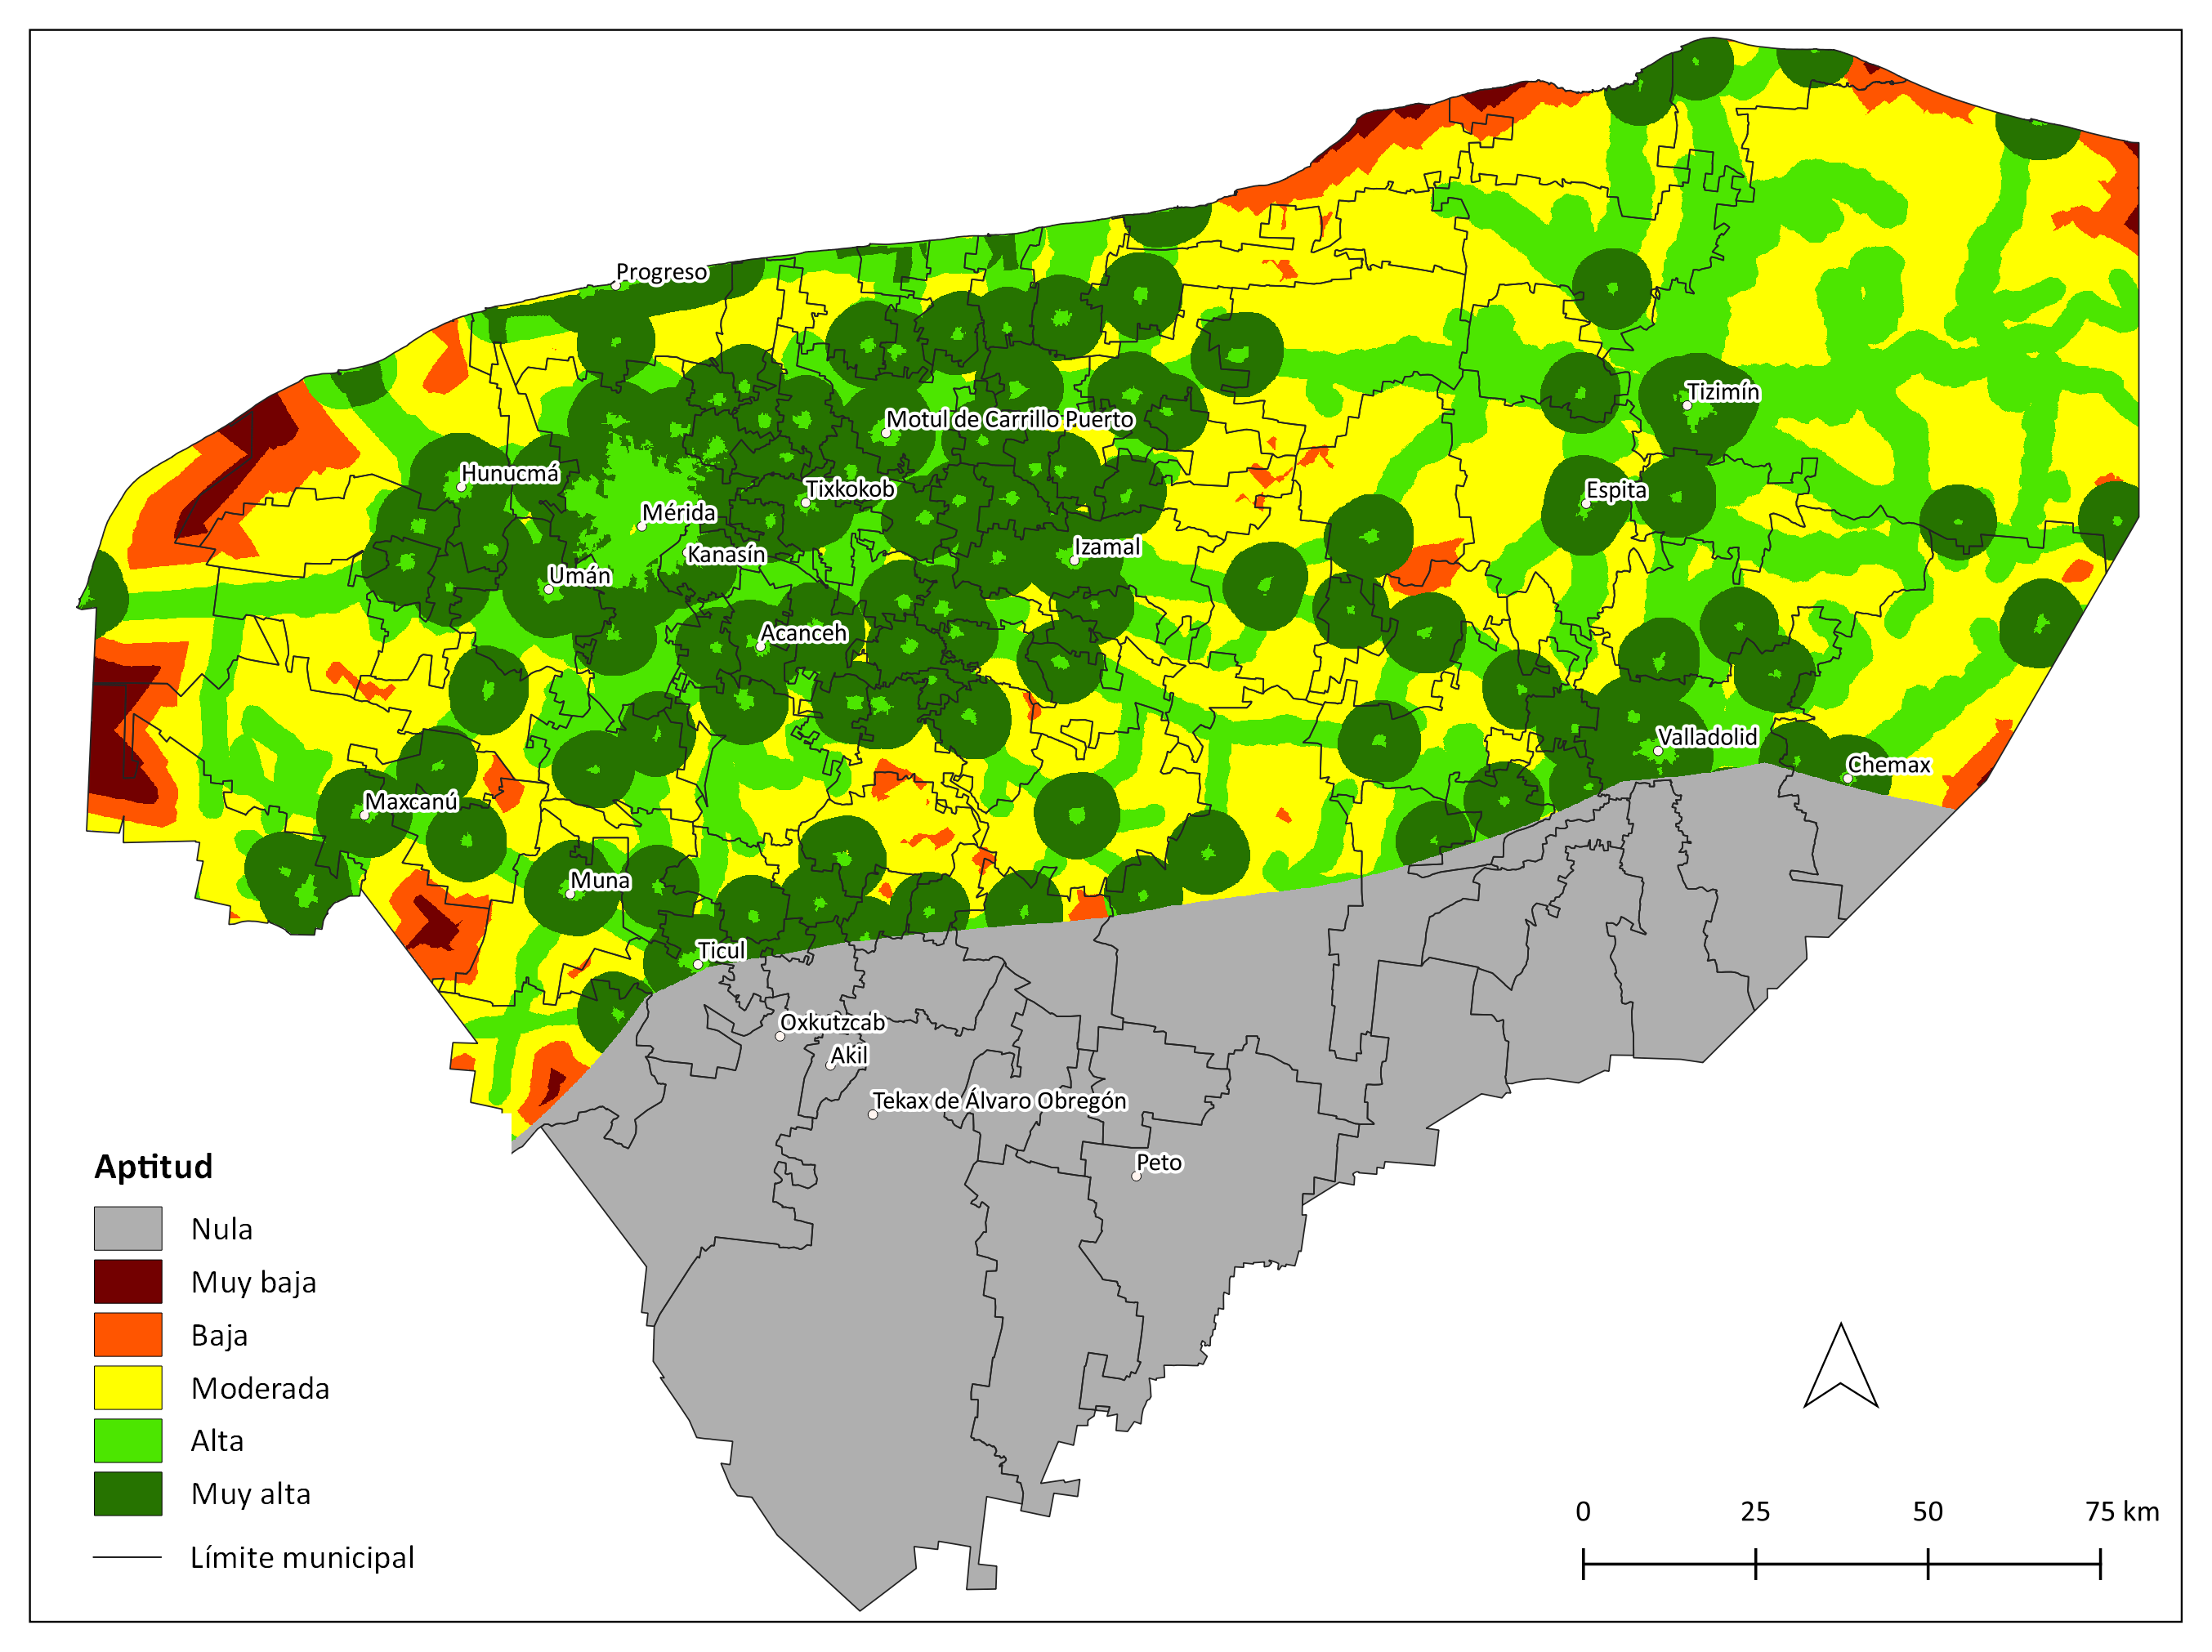 Progreso
Tizimín
Motul de Carrillo Puerto
Hunucmá
Tixkokob
Espita
Mérida
Kanasín
Izamal
Umán
Acanceh
Valladolid
Chemax
Maxcanú
Muna
Ticul
Oxkutzcab
Akil
Tekax de Álvaro Obregón
Peto
Aptitud
Nula
Muy baja
Baja
Moderada
Alta
Muy alta
Límite municipal
0 25 50 75 km